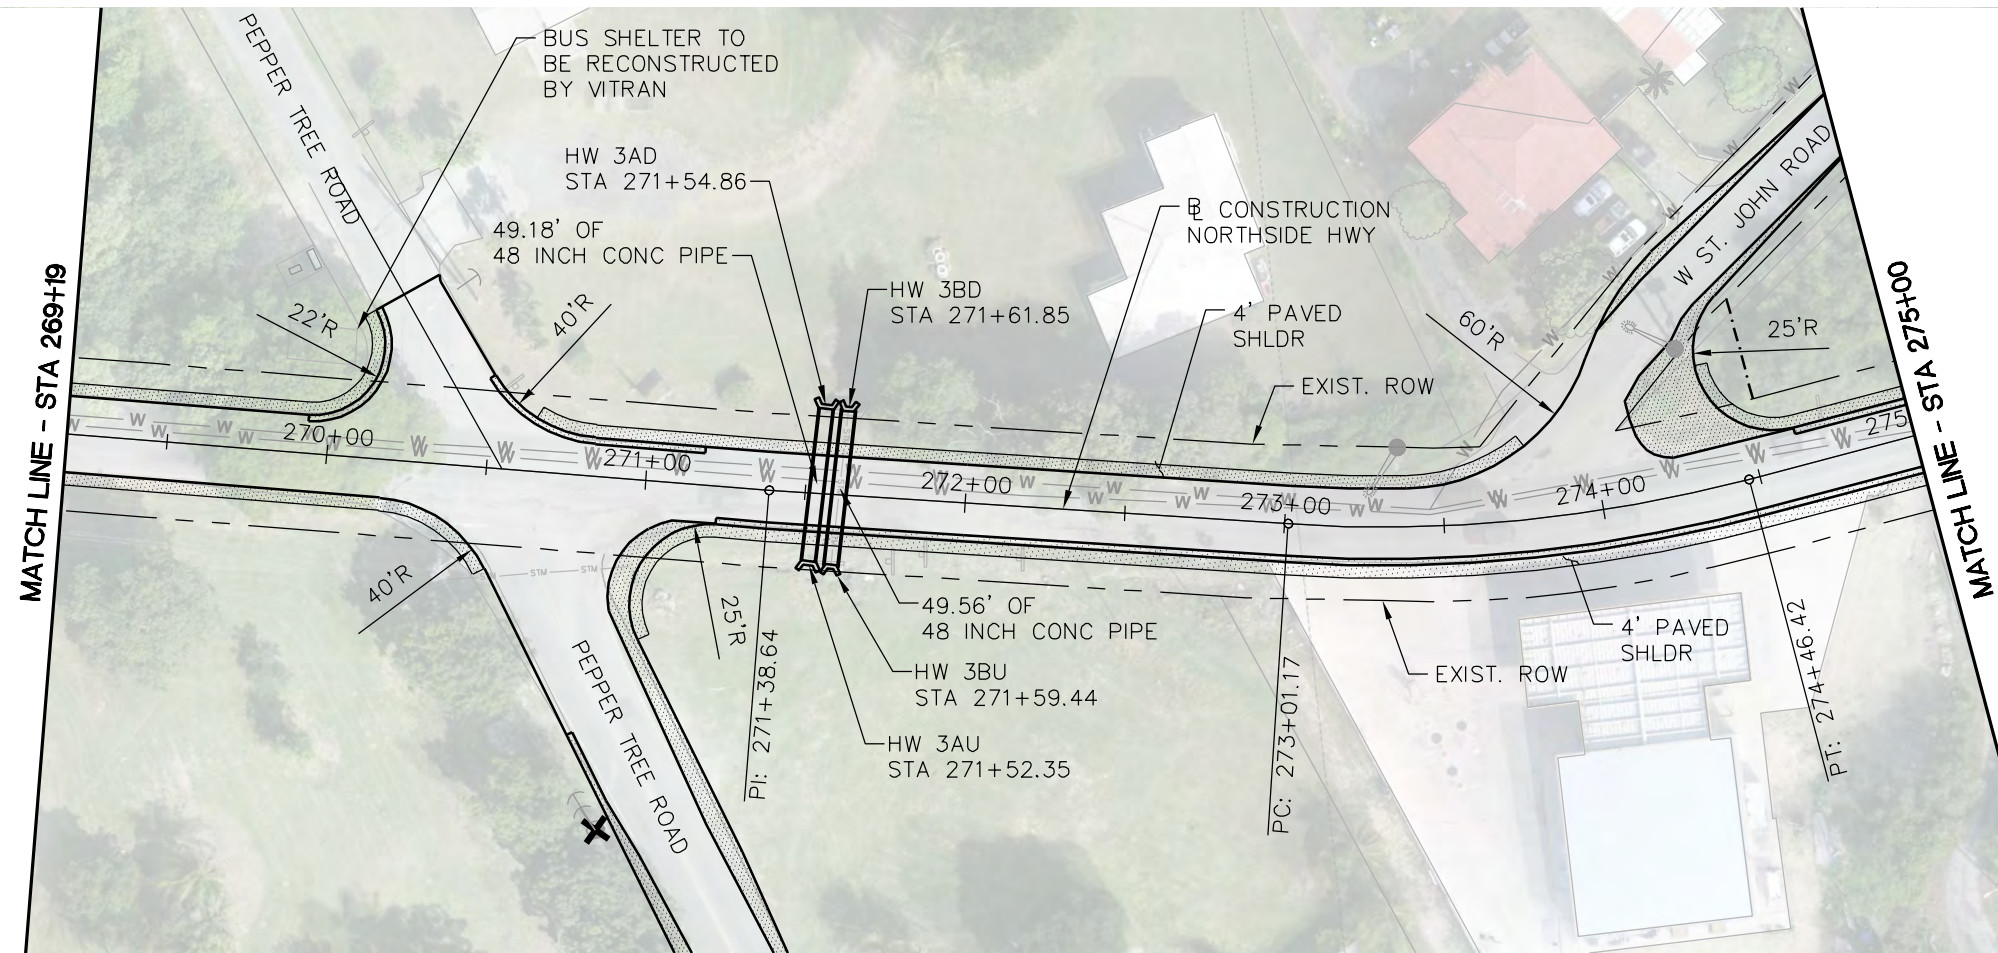 MATCH LINE - STA 269+19
PEPPER TREE ROAD
BUS SHELTER TO
BE RECONSTRUCTED
BY VITRAN
HW 3AD
STA 271+54.86
49.18' OF
48 INCH CONC PIPE
22'R
40'R
HW 3BD
STA 271+61.85
BL CONSTRUCTION
NORTHSIDE HWY
4' PAVED
SHLDR
EXIST. ROW
60'R
W ST. JOHN ROAD
25'R
MATCH LINE - STA 275+00
W W W W W W W
270+00
271+00
272+00
273+00
274+00
275
40'R
STM STM
25'R
PEPPER TREE ROAD
PI: 271+38.64
49.56' OF
48 INCH CONC PIPE
HW 3BU
STA 271+59.44
HW 3AU
STA 271+52.35
PC: 273+01.17
EXIST. ROW
4' PAVED
SHLDR
PT: 274+46.42